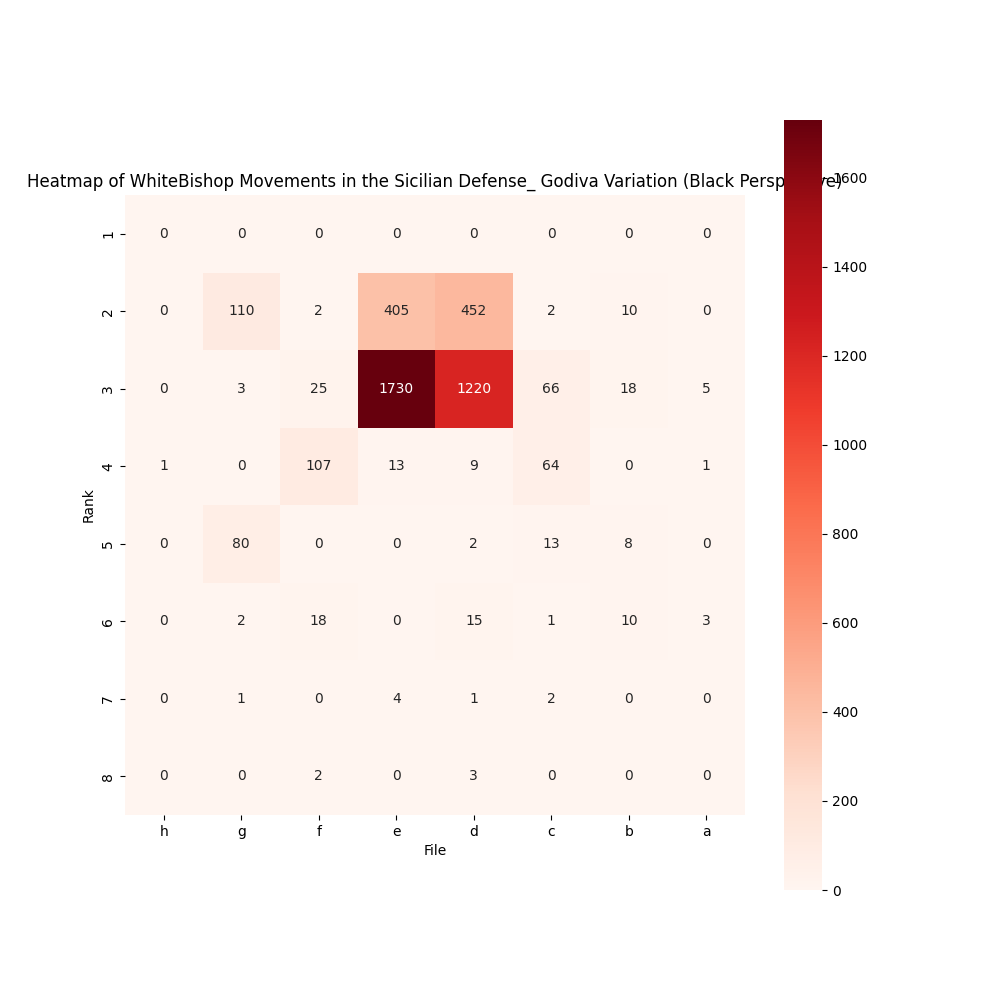 Heatmap of WhiteBishop Movements in the Sicilian Defense_ Godiva Variation (Black Persp ve)
1600
1 0 0 0 0 0 0 0 0
1400
2 0 110 2 405 452 2 10 0
1200
3 0 3 25 1730 1220 66 18 5
1000
4 1 0 107 13 9 64 0 1
Rank
800
5 0 80 0 0 2 13 8 0
600
6 0 2 18 0 15 1 10 3
400
7 0 1 0 4 1 2 0 0
200
8 0 0 2 0 3 0 0 0
h g f e d c b a
File
0